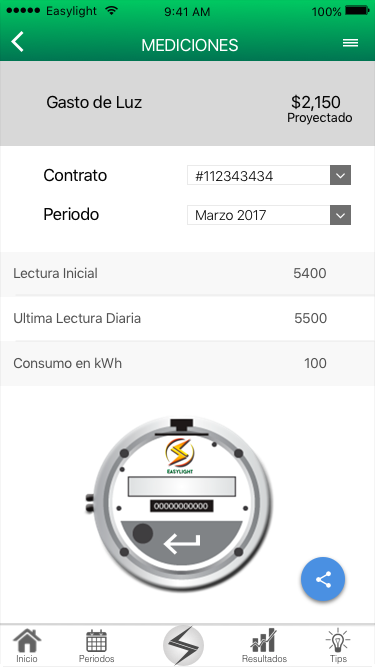 Easylight 9:41 AM 100%
MEDICIONES
Gasto de Luz $2,150
Proyectado
Contrato #112343434
Periodo Marzo 2017
Lectura Inicial 5400
Ultima Lectura Diaria 5500
Consumo en kWh 100
EASYLIGHT
00000000000
Inicio Periodos Resultados Tips